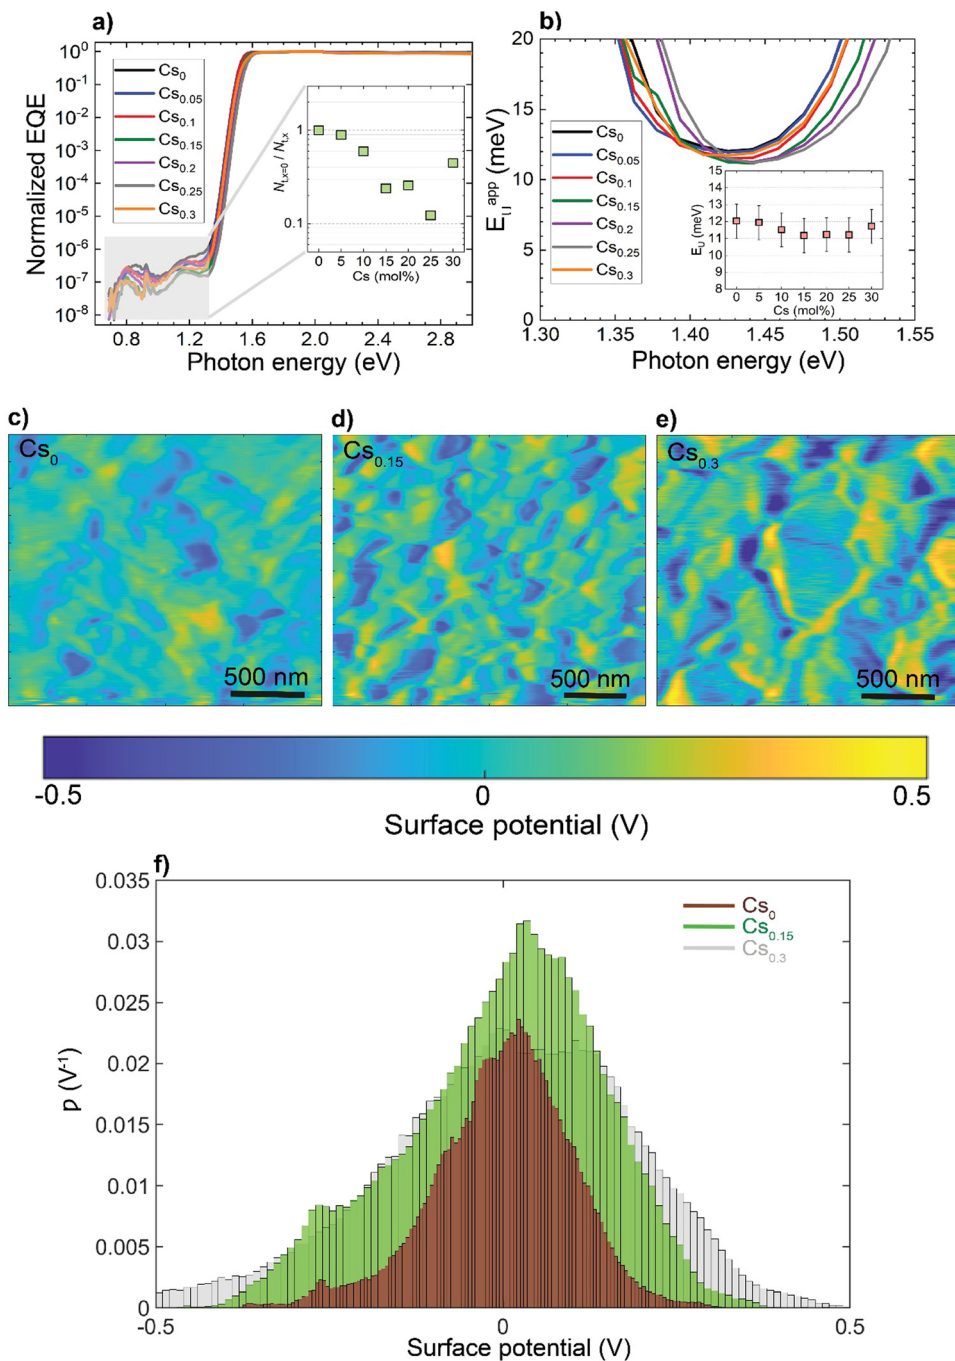 a)
Normalized EQE
10⁰
10⁻¹
10⁻²
10⁻³
10⁻⁴
10⁻⁵
10⁻⁶
10⁻⁷
10⁻⁸
Cs₀
Cs₀.₀₅
Cs₀.₁
Cs₀.₁₅
Cs₀.₂
Cs₀.₂₅
Cs₀.₃
N_t,x=0 / N_t,x
1
0.1
0 5 10 15 20 25 30
Cs (mol%)
0.8 1.2 1.6 2.0 2.4 2.8
Photon energy (eV)
b)
E_U^app (meV)
20
15
10
5
0
Cs₀
Cs₀.₀₅
Cs₀.₁
Cs₀.₁₅
Cs₀.₂
Cs₀.₂₅
Cs₀.₃
E_U (meV)
15
14
13
12
11
10
9
8
0 5 10 15 20 25 30
Cs (mol%)
1.30 1.35 1.40 1.45 1.50 1.55
Photon energy (eV)
c)
Cs₀
500 nm
d)
Cs₀.₁₅
500 nm
e)
Cs₀.₃
500 nm
-0.5 0 0.5
Surface potential (V)
f)
p (V⁻¹)
0.035
0.03
0.025
0.02
0.015
0.01
0.005
0
Cs₀
Cs₀.₁₅
Cs₀.₃
-0.5 0 0.5
Surface potential (V)